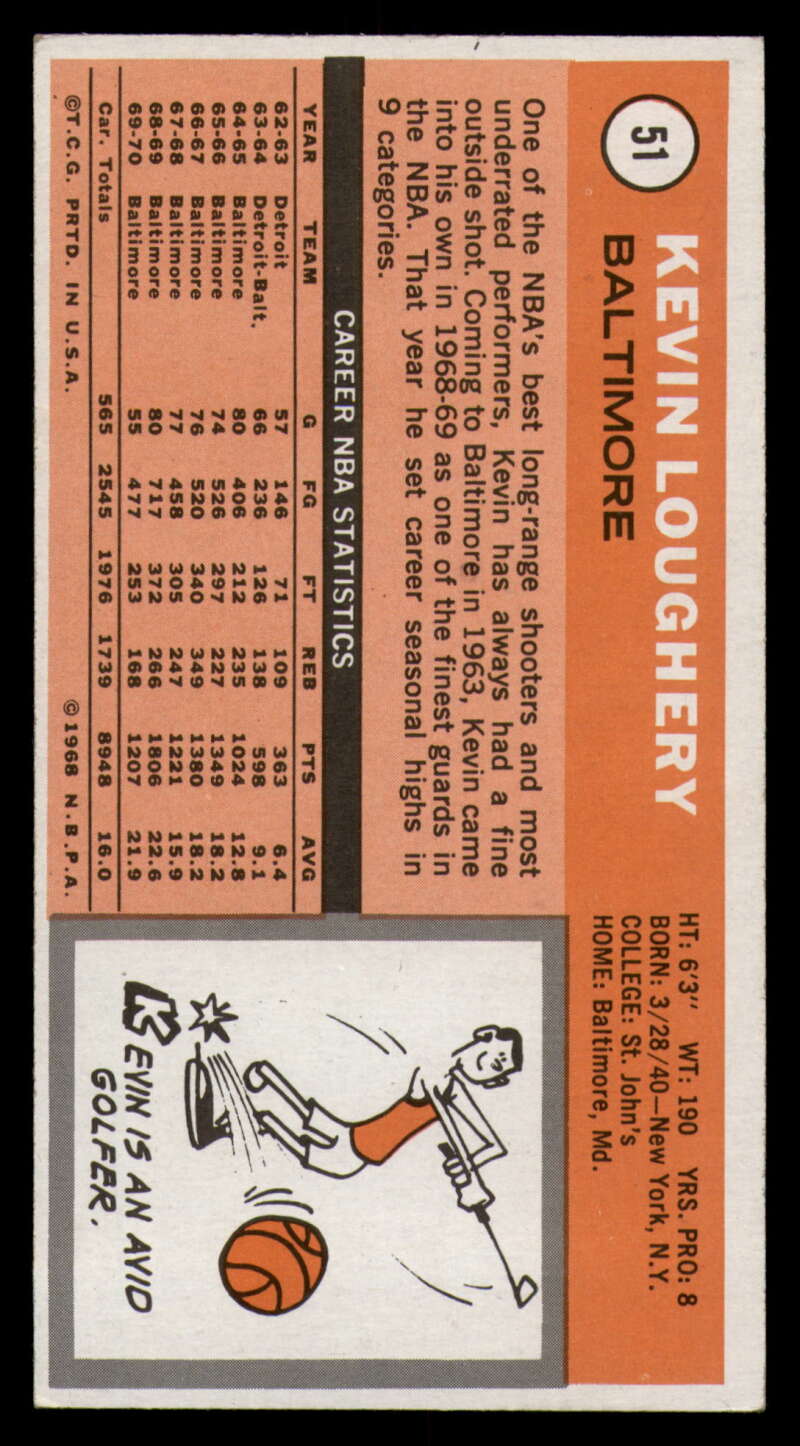 51
KEVIN LOUGHERY
BALTIMORE
HT: 6'3" WT: 190 YRS. PRO: 8
BORN: 3/28/40—New York, N.Y.
COLLEGE: St. John's
HOME: Baltimore, Md.
One of the NBA's best long-range shooters and most
underrated performers, Kevin has always had a fine
outside shot. Coming to Baltimore in 1963, Kevin came
into his own in 1968-69 as one of the finest guards in
the NBA. That year he set career seasonal highs in
9 categories.
CAREER NBA STATISTICS
YEAR TEAM G FG FT REB PTS AVG
62-63 Detroit 57 146 71 109 363 6.4
63-64 Detroit-Balt. 66 236 126 138 598 9.1
64-65 Baltimore 80 406 212 235 1024 12.8
65-66 Baltimore 74 526 297 227 1349 18.2
66-67 Baltimore 76 520 340 349 1380 18.2
67-68 Baltimore 77 458 305 247 1221 15.9
68-69 Baltimore 80 717 372 266 1806 22.6
69-70 Baltimore 55 477 253 168 1207 21.9
Car. Totals 565 2545 1976 1739 8948 16.0
©T.C.G. PRTD. IN U.S.A. ©1968 N.B.P.A.
KEVIN IS AN AVID
GOLFER.